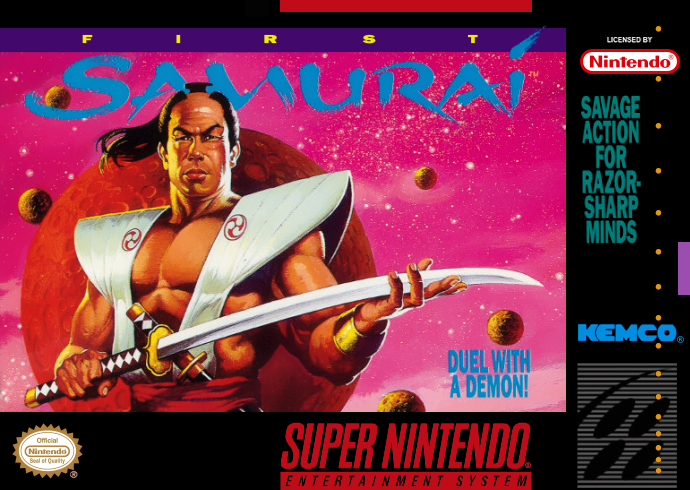 FIRST
SAMURAI
TM
LICENSED BY
Nintendo®
SAVAGE
ACTION
FOR
RAZOR-
SHARP
MINDS
KEMCO®
DUEL WITH
A DEMON!
Official
Nintendo
Seal of Quality
®
SUPER NINTENDO®
ENTERTAINMENT SYSTEM